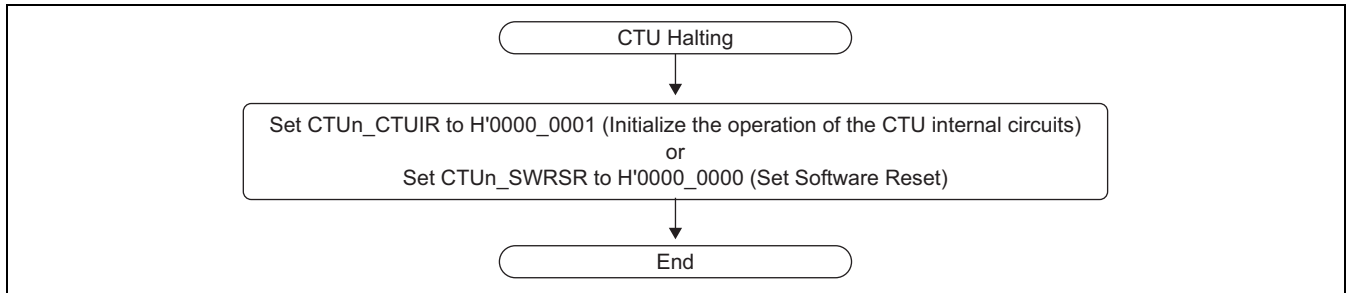 CTU Halting
Set CTUn_CTUIR to H'0000_0001 (Initialize the operation of the CTU internal circuits)
or
Set CTUn_SWRSR to H'0000_0000 (Set Software Reset)
End